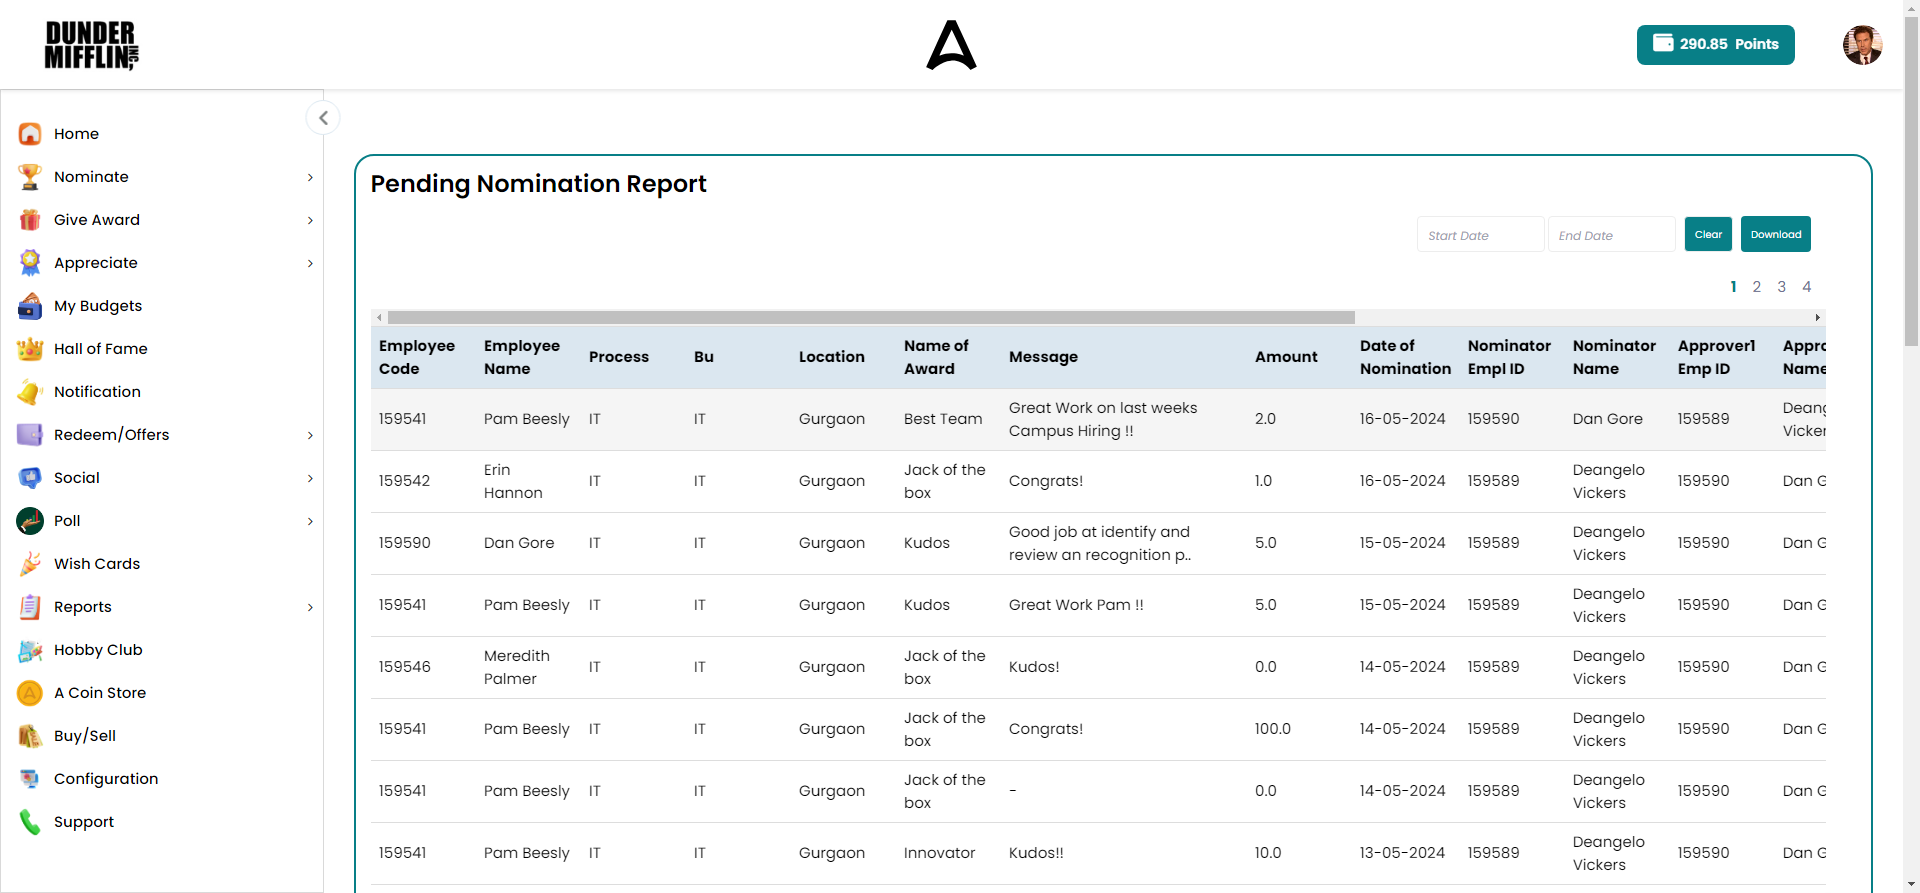 DUNDER
MIFFLIN INC,
290.85 Points
Home
Nominate
Give Award
Appreciate
My Budgets
Hall of Fame
Notification
Redeem/Offers
Social
Poll
Wish Cards
Reports
Hobby Club
A Coin Store
Buy/Sell
Configuration
Support
Pending Nomination Report
Start Date End Date Clear Download
1 2 3 4
Employee Code Employee Name Process Bu Location Name of Award Message Amount Date of Nomination Nominator Empl ID Nominator Name Approver1 Emp ID Appro Name
159541 Pam Beesly IT IT Gurgaon Best Team Great Work on last weeks Campus Hiring !! 2.0 16-05-2024 159590 Dan Gore 159589 Deang Vicker
159542 Erin Hannon IT IT Gurgaon Jack of the box Congrats! 1.0 16-05-2024 159589 Deangelo Vickers 159590 Dan G
159590 Dan Gore IT IT Gurgaon Kudos Good job at identify and review an recognition p.. 5.0 15-05-2024 159589 Deangelo Vickers 159590 Dan G
159541 Pam Beesly IT IT Gurgaon Kudos Great Work Pam !! 5.0 15-05-2024 159589 Deangelo Vickers 159590 Dan G
159546 Meredith Palmer IT IT Gurgaon Jack of the box Kudos! 0.0 14-05-2024 159589 Deangelo Vickers 159590 Dan G
159541 Pam Beesly IT IT Gurgaon Jack of the box Congrats! 100.0 14-05-2024 159589 Deangelo Vickers 159590 Dan G
159541 Pam Beesly IT IT Gurgaon Jack of the box - 0.0 14-05-2024 159589 Deangelo Vickers 159590 Dan G
159541 Pam Beesly IT IT Gurgaon Innovator Kudos!! 10.0 13-05-2024 159589 Deangelo Vickers 159590 Dan G